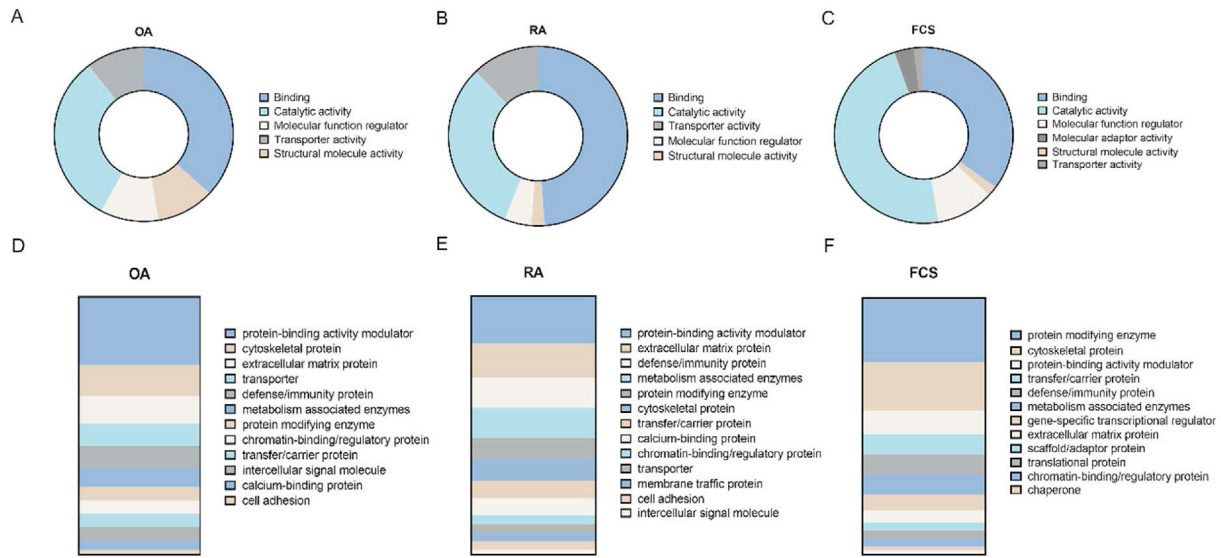 A
OA
Binding
Catalytic activity
Molecular function regulator
Transporter activity
Structural molecule activity
B
RA
Binding
Catalytic activity
Transporter activity
Molecular function regulator
Structural molecule activity
C
FCS
Binding
Catalytic activity
Molecular function regulator
Molecular adaptor activity
Structural molecule activity
Transporter activity
D
OA
protein-binding activity modulator
cytoskeletal protein
extracellular matrix protein
transporter
defense/immunity protein
metabolism associated enzymes
protein modifying enzyme
chromatin-binding/regulatory protein
transfer/carrier protein
intercellular signal molecule
calcium-binding protein
cell adhesion
E
RA
protein-binding activity modulator
extracellular matrix protein
defense/immunity protein
metabolism associated enzymes
protein modifying enzyme
cytoskeletal protein
transfer/carrier protein
calcium-binding protein
chromatin-binding/regulatory protein
transporter
membrane traffic protein
cell adhesion
intercellular signal molecule
F
FCS
protein modifying enzyme
cytoskeletal protein
protein-binding activity modulator
transfer/carrier protein
defense/immunity protein
metabolism associated enzymes
gene-specific transcriptional regulator
extracellular matrix protein
scaffold/adaptor protein
translational protein
chromatin-binding/regulatory protein
chaperone